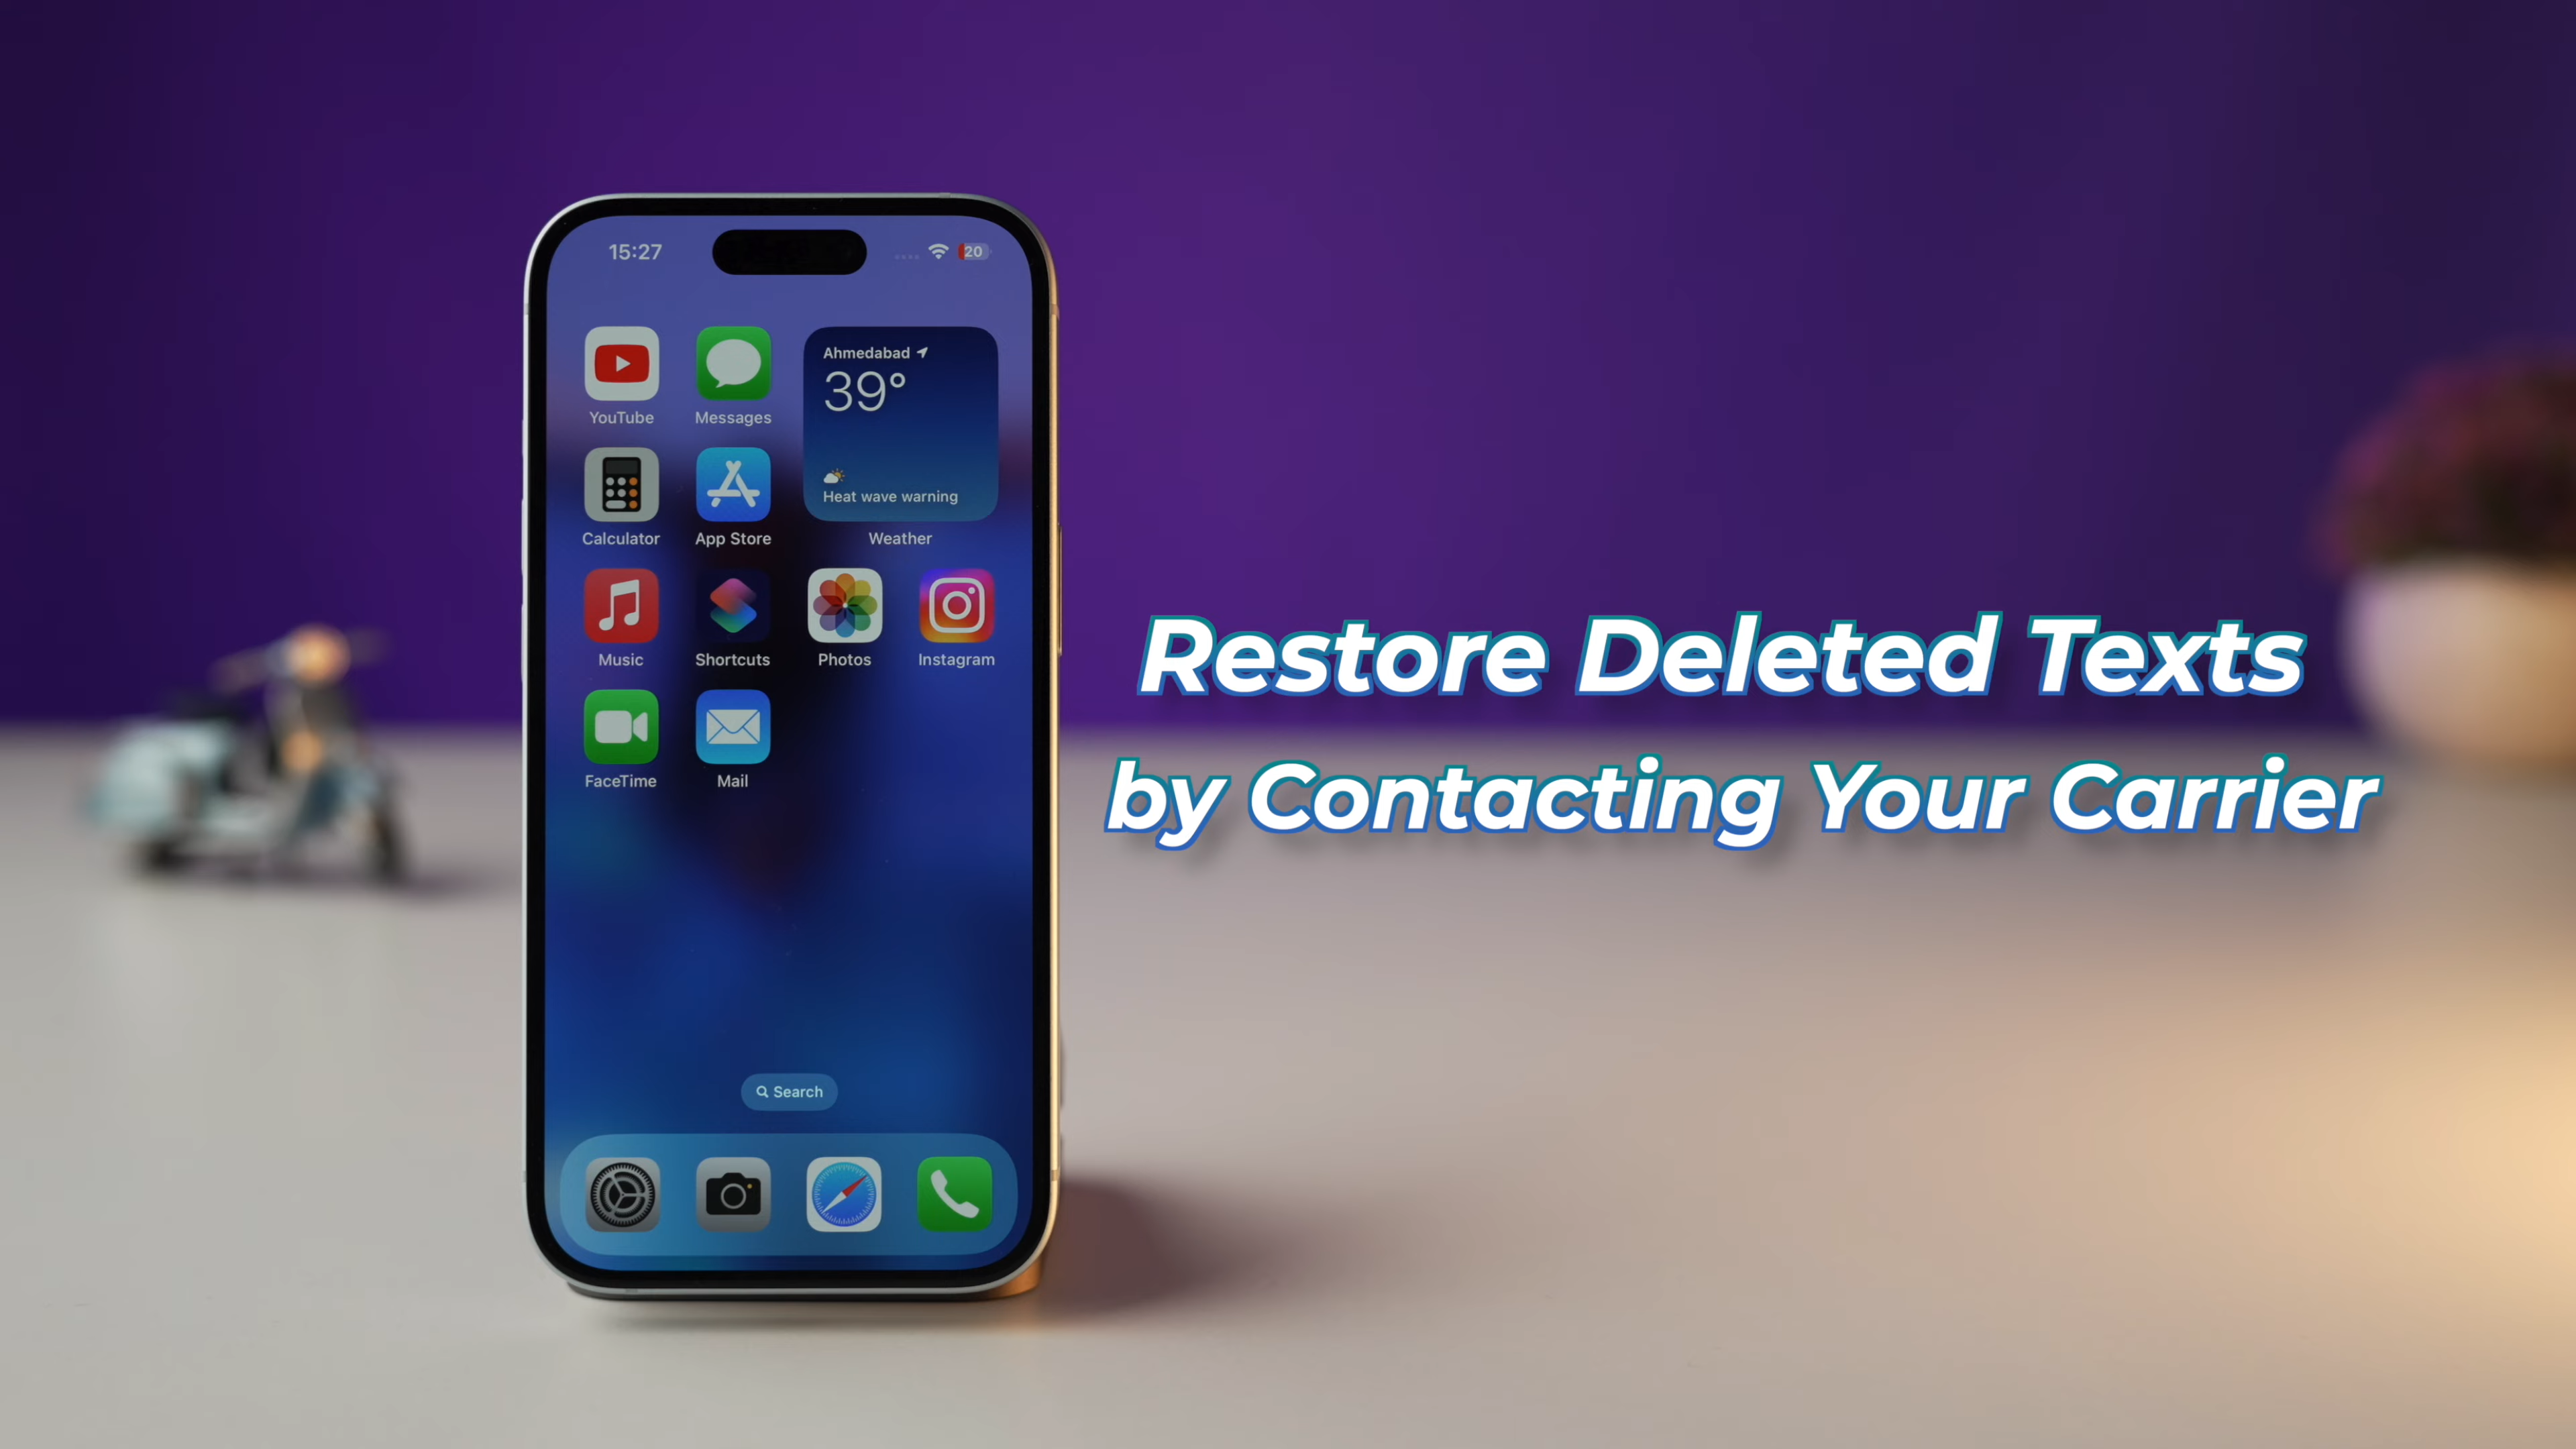 15:27
20
YouTube
Messages
Ahmedabad
39°
Heat wave warning
Calculator
App Store
Weather
Music
Shortcuts
Photos
Instagram
FaceTime
Mail
Search
Restore Deleted Texts
by Contacting Your Carrier